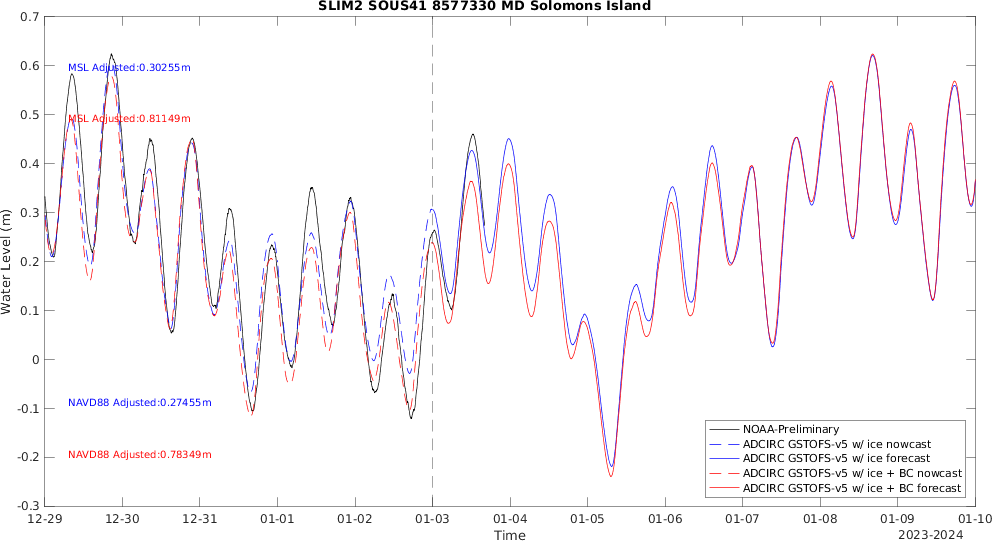 SLIM2 SOUS41 8577330 MD Solomons Island
0.7
0.6
0.5
0.4
0.3
0.2
0.1
0
-0.1
-0.2
-0.3
Water Level (m)
MSL Adjusted:0.30255m
MSL Adjusted:0.81149m
NAVD88 Adjusted:0.27455m
NAVD88 Adjusted:0.78349m
NOAA-Preliminary
ADCIRC GSTOFS-v5 w/ ice nowcast
ADCIRC GSTOFS-v5 w/ ice forecast
ADCIRC GSTOFS-v5 w/ ice + BC nowcast
ADCIRC GSTOFS-v5 w/ ice + BC forecast
12-29 12-30 12-31 01-01 01-02 01-03 01-04 01-05 01-06 01-07 01-08 01-09 01-10
Time
2023-2024